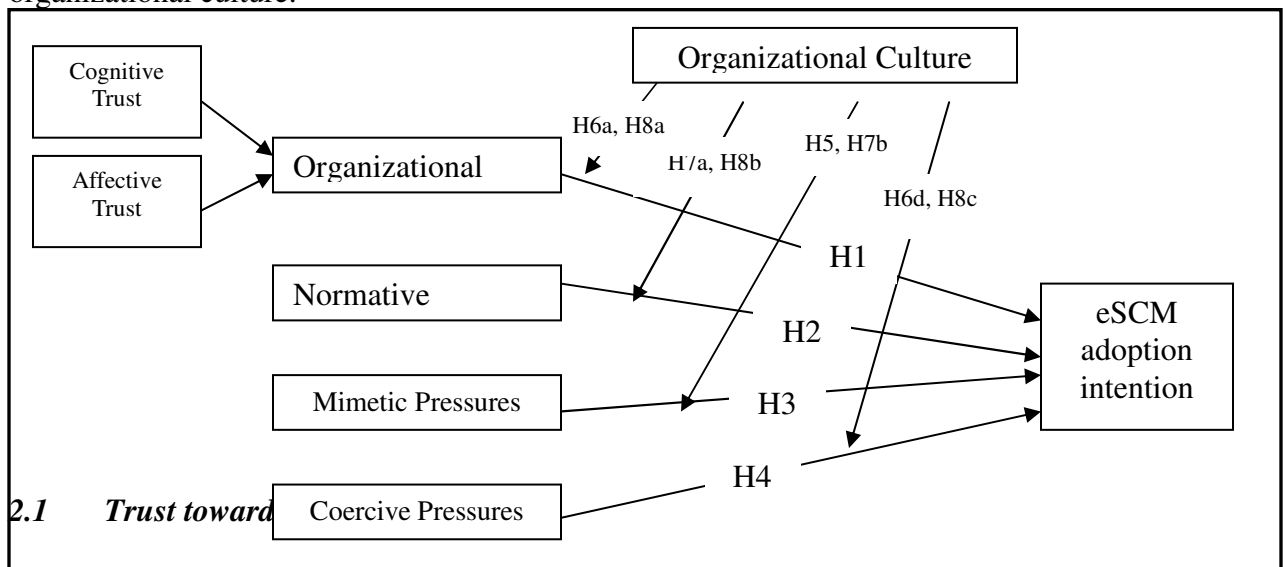 organizational culture.
Cognitive
Trust
Organizational Culture
H6a, H8a
H7a, H8b
H5, H7b
Affective
Trust
Organizational
H6d, H8c
H1
Normative
eSCM
adoption
intention
H2
Mimetic Pressures
H3
H4
2.1 Trust toward
Coercive Pressures